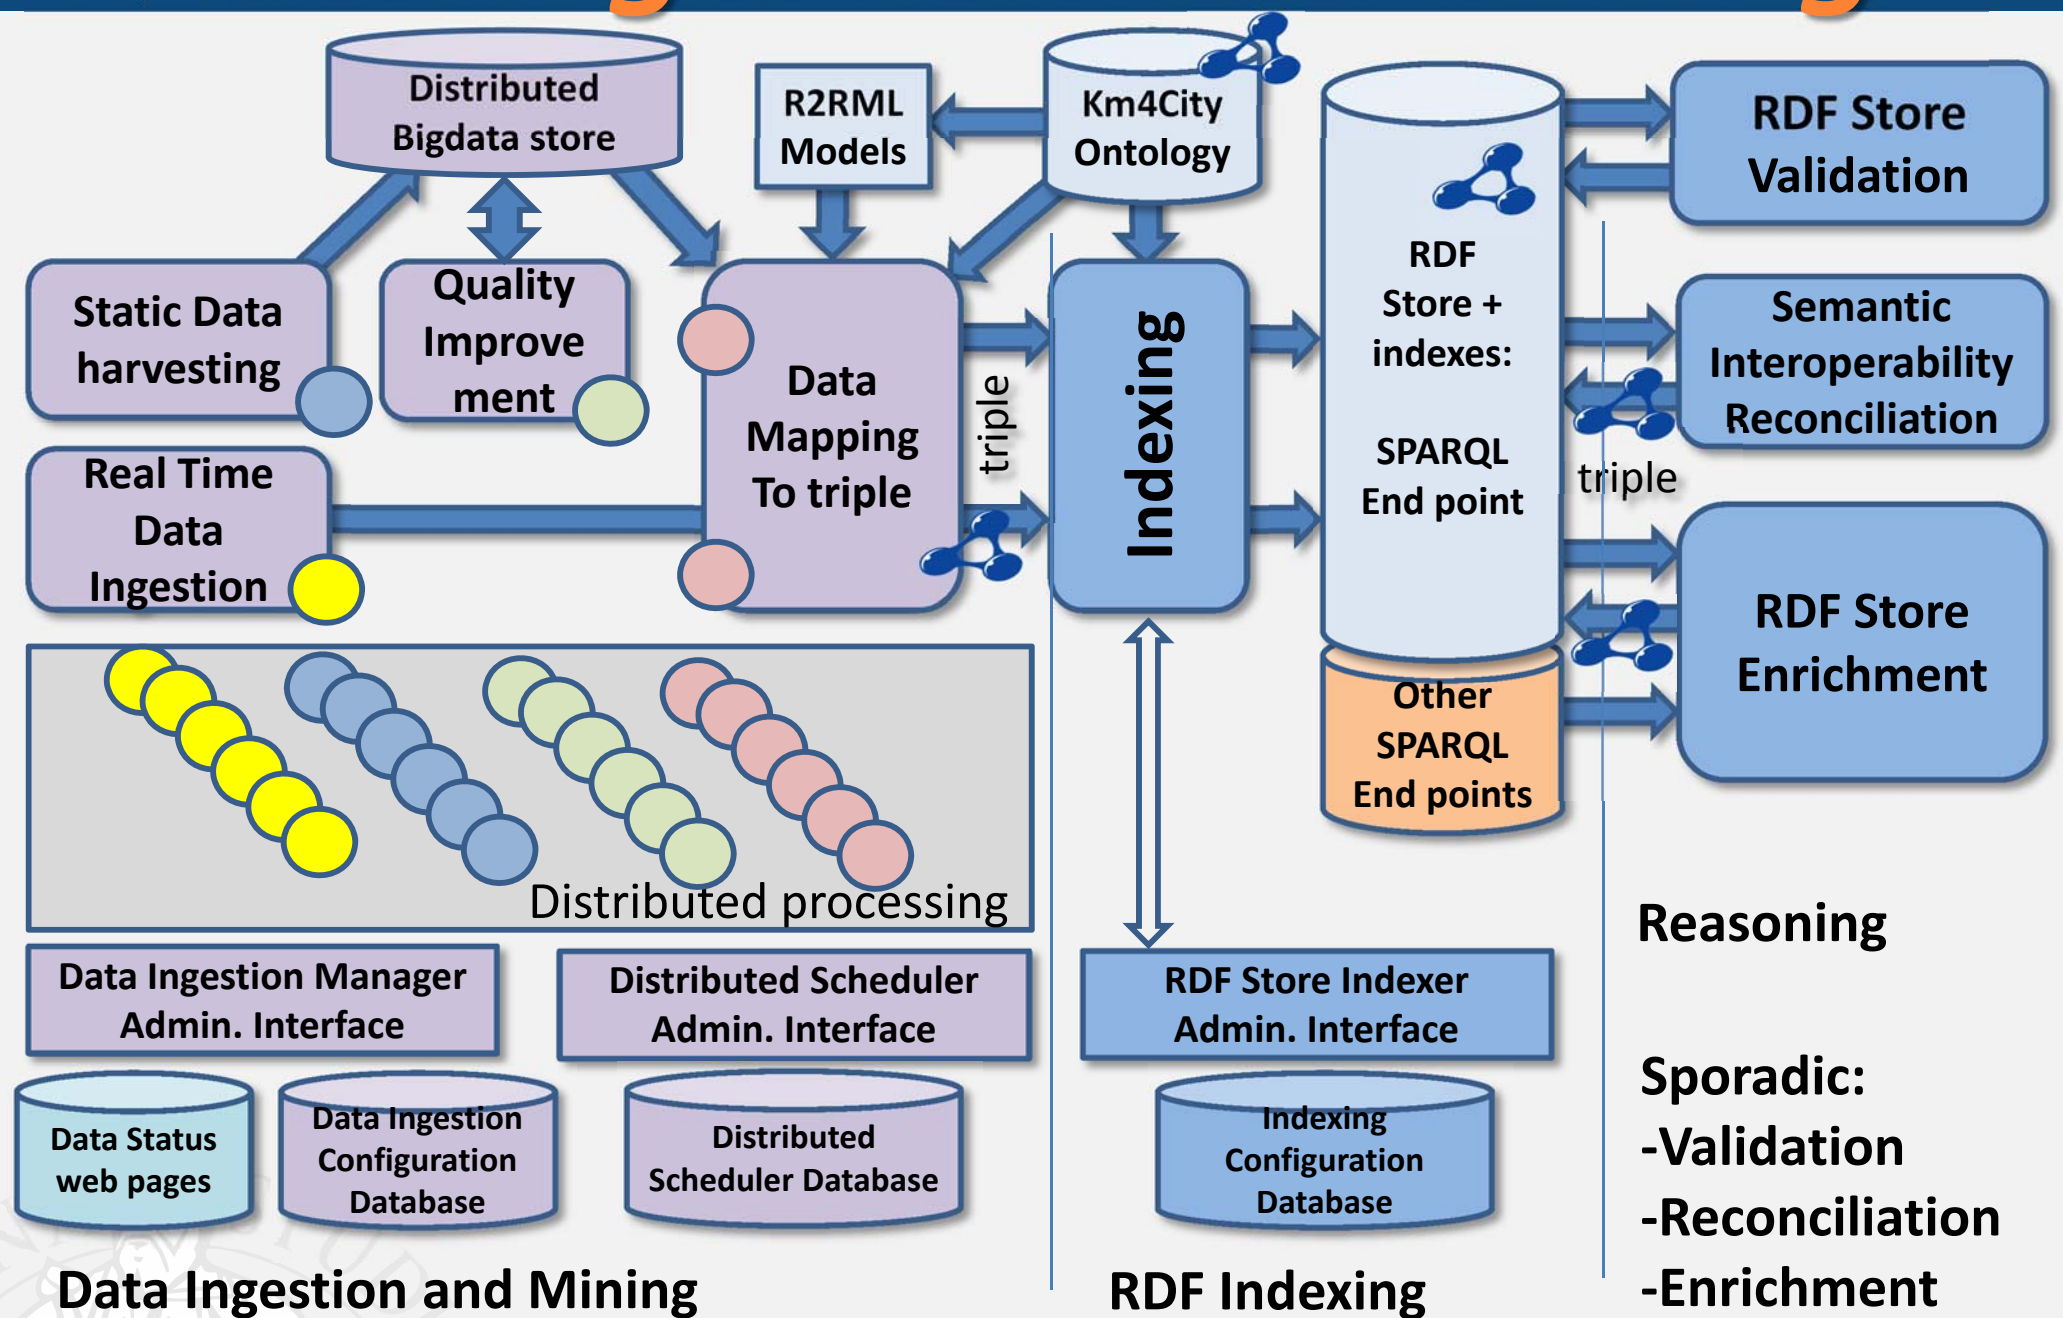 Distributed
Bigdata store
R2RML
Models
Km4City
Ontology
RDF Store
Validation
Static Data
harvesting
Quality
Improve
ment
Data
Mapping
To triple
triple
Indexing
RDF
Store +
indexes:
SPARQL
End point
Semantic
Interoperability
Reconciliation
triple
Real Time
Data
Ingestion
RDF Store
Enrichment
Other
SPARQL
End points
Distributed processing
Data Ingestion Manager
Admin. Interface
Distributed Scheduler
Admin. Interface
RDF Store Indexer
Admin. Interface
Data Status
web pages
Data Ingestion
Configuration
Database
Distributed
Scheduler Database
Indexing
Configuration
Database
Reasoning
Sporadic:
-Validation
-Reconciliation
-Enrichment
Data Ingestion and Mining
RDF Indexing